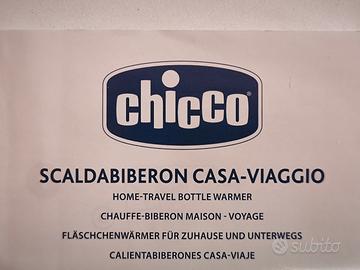 chicco
SCALDABIBERON CASA-VIAGGIO
HOME-TRAVEL BOTTLE WARMER
CHAUFFE-BIBERON MAISON - VOYAGE
FLÄSCHCHENWÄRMER FÜR ZUHAUSE UND UNTERWEGS
CALIENTABIBERONES CASA-VIAJE
subito